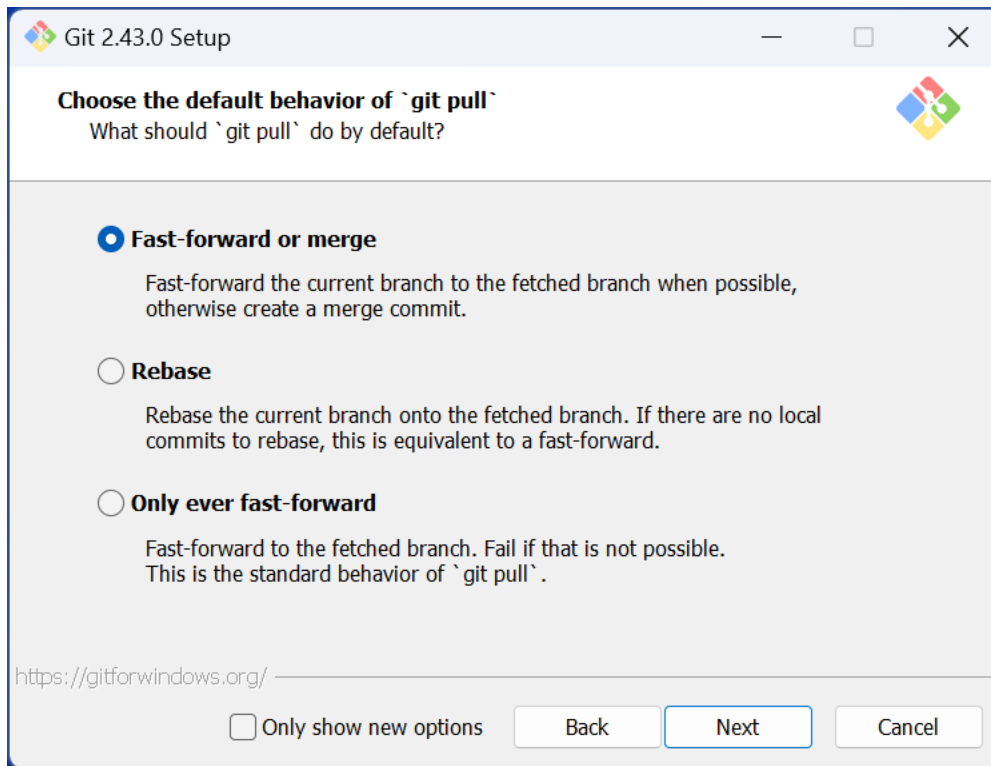 Git 2.43.0 Setup
Choose the default behavior of `git pull`
What should `git pull` do by default?
Fast-forward or merge
Fast-forward the current branch to the fetched branch when possible,
otherwise create a merge commit.
Rebase
Rebase the current branch onto the fetched branch. If there are no local
commits to rebase, this is equivalent to a fast-forward.
Only ever fast-forward
Fast-forward to the fetched branch. Fail if that is not possible.
This is the standard behavior of `git pull`.
https://gitforwindows.org/
Only show new options Back Next Cancel